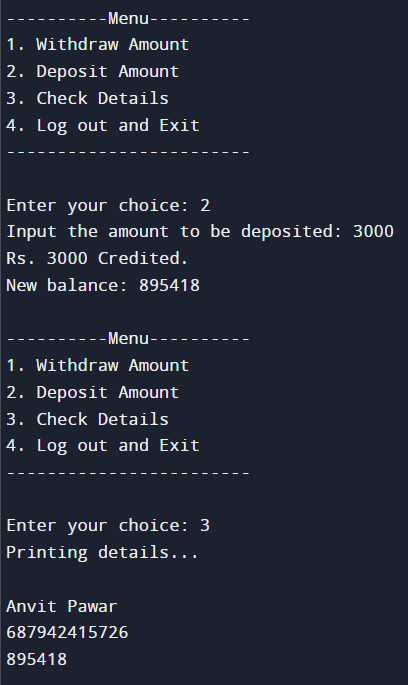 ----------Menu----------
1. Withdraw Amount
2. Deposit Amount
3. Check Details
4. Log out and Exit
------------------------
Enter your choice: 2
Input the amount to be deposited: 3000
Rs. 3000 Credited.
New balance: 895418
----------Menu----------
1. Withdraw Amount
2. Deposit Amount
3. Check Details
4. Log out and Exit
------------------------
Enter your choice: 3
Printing details...
Anvit Pawar
687942415726
895418